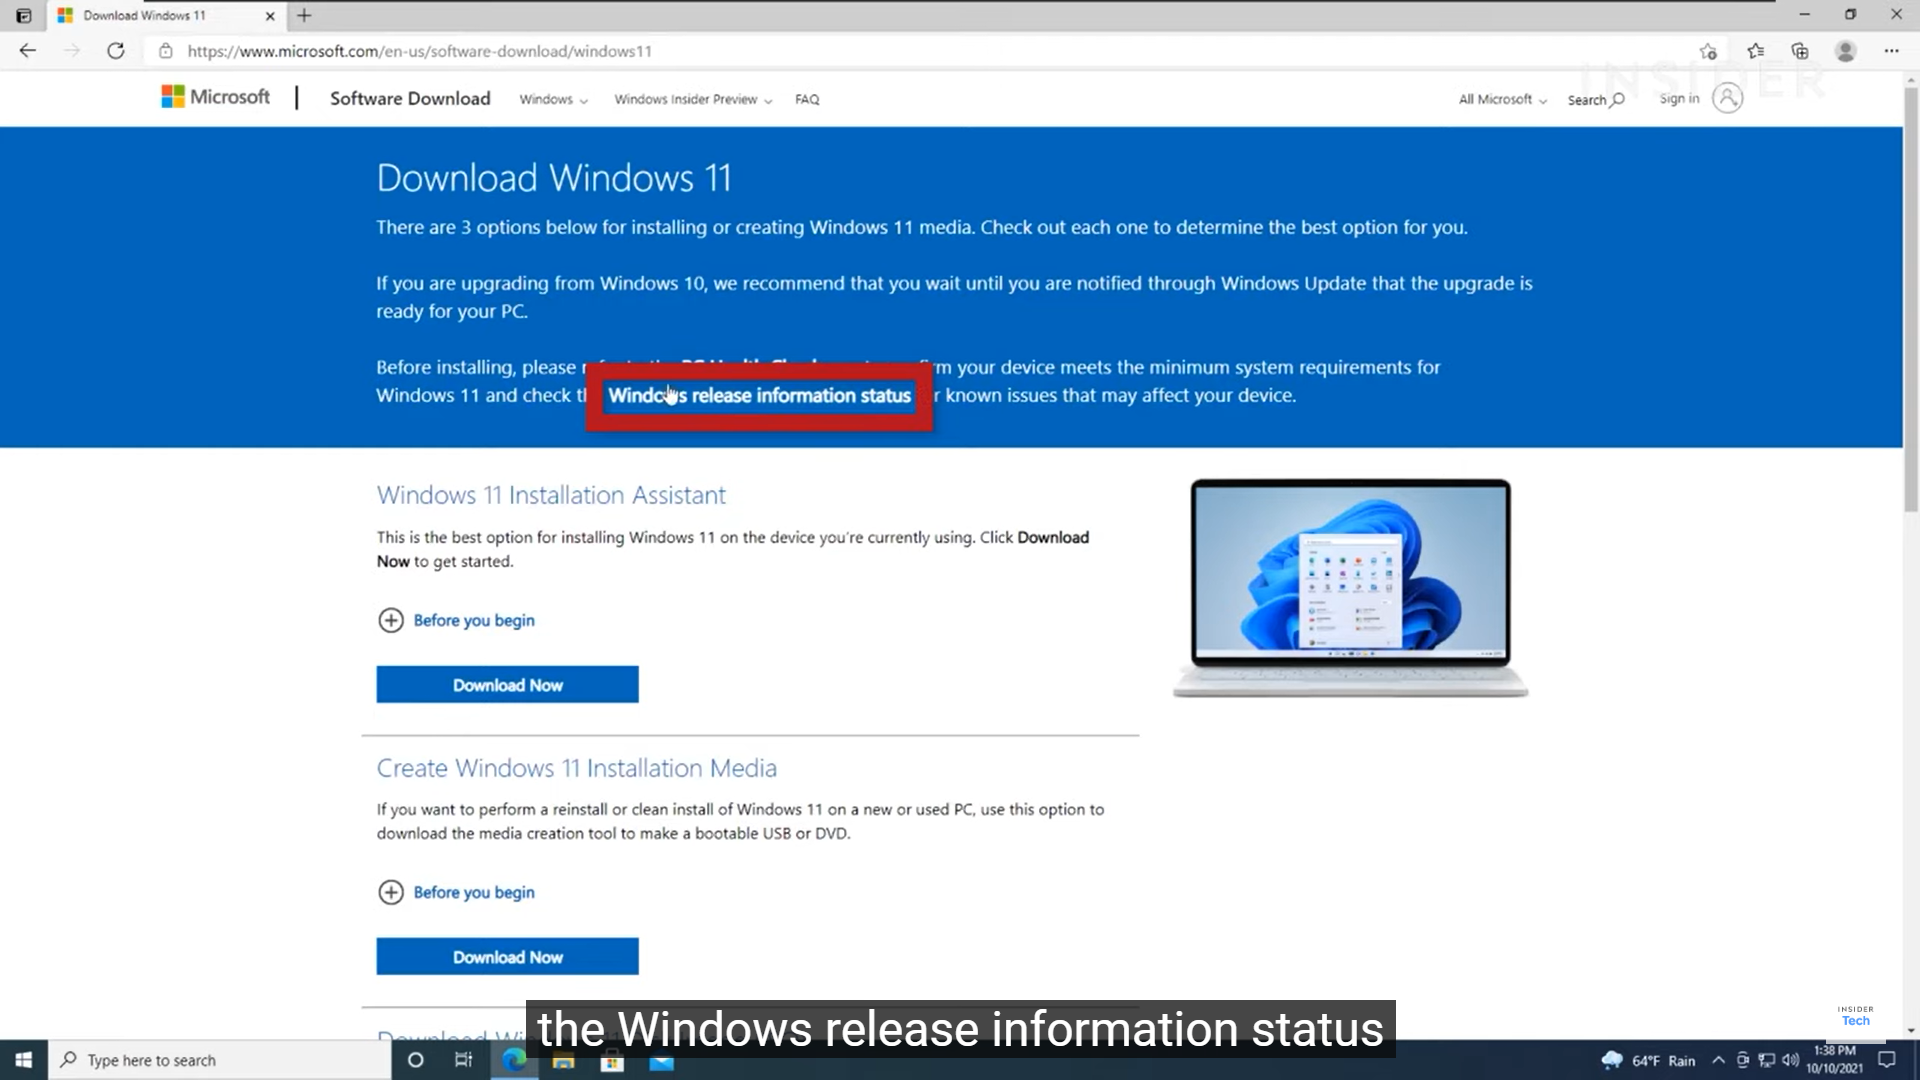 Download Windows 11
https://www.microsoft.com/en-us/software-download/windows11
INSIDER
Microsoft
Software Download
Windows
Windows Insider Preview
FAQ
All Microsoft
Search
Sign in
Download Windows 11
There are 3 options below for installing or creating Windows 11 media. Check out each one to determine the best option for you.
If you are upgrading from Windows 10, we recommend that you wait until you are notified through Windows Update that the upgrade is
ready for your PC.
Before installing, please PC Health Check your device meets the minimum system requirements for
Windows 11 and check Windows release information status known issues that may affect your device.
Windows 11 Installation Assistant
This is the best option for installing Windows 11 on the device you're currently using. Click Download
Now to get started.
Before you begin
Download Now
Create Windows 11 Installation Media
If you want to perform a reinstall or clean install of Windows 11 on a new or used PC, use this option to
download the media creation tool to make a bootable USB or DVD.
Before you begin
Download Now
Download
the Windows release information status
INSIDER
Tech
Type here to search
64°F Rain
1:38 PM
10/10/2021